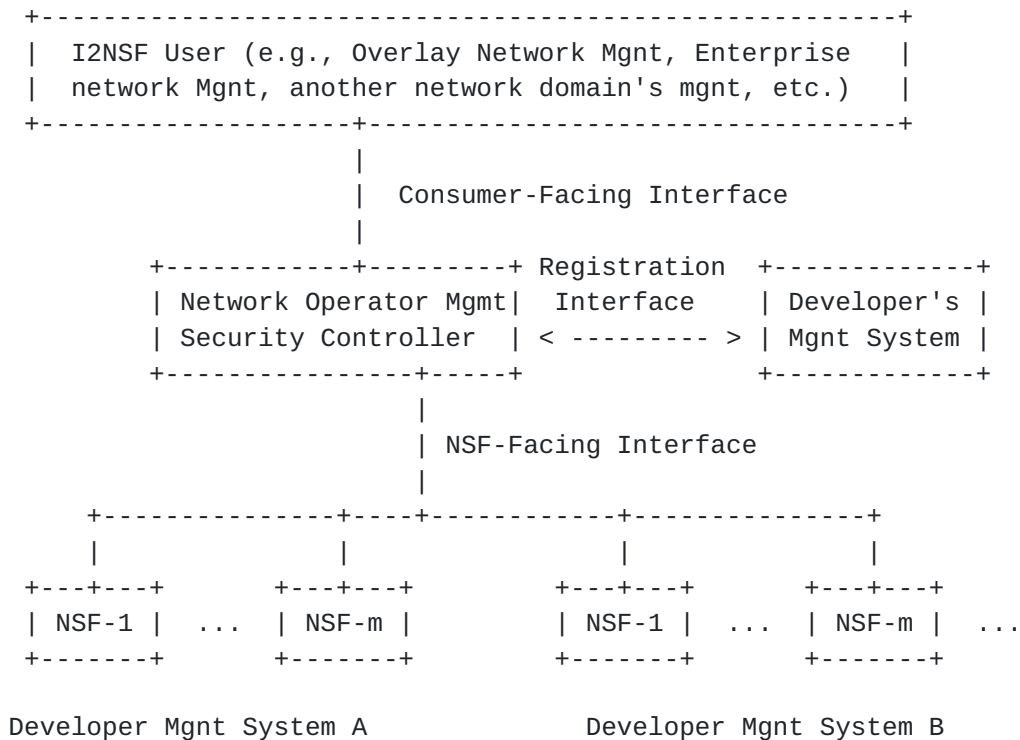 I2NSF User (e.g., Overlay Network Mgnt, Enterprise
network Mgnt, another network domain's mgnt, etc.)
Consumer-Facing Interface
Registration
Network Operator Mgmt Interface Developer's
Security Controller < --------- > Mgnt System
NSF-Facing Interface
NSF-1 ... NSF-m NSF-1 ... NSF-m ...
Developer Mgnt System A Developer Mgnt System B